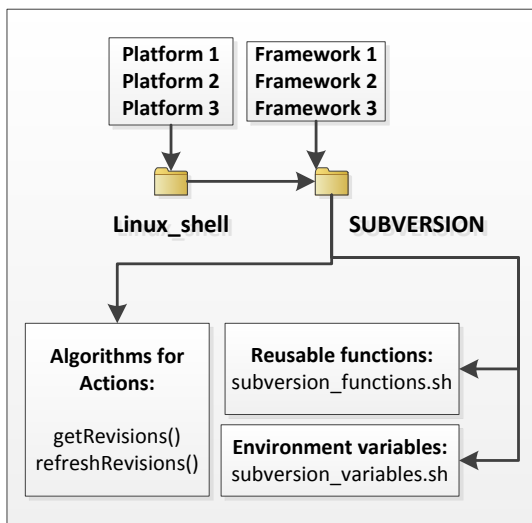 Platform 1
Platform 2
Platform 3
Framework 1
Framework 2
Framework 3
Linux_shell
SUBVERSION
Algorithms for
Actions:
getRevisions()
refreshRevisions()
Reusable functions:
subversion_functions.sh
Environment variables:
subversion_variables.sh